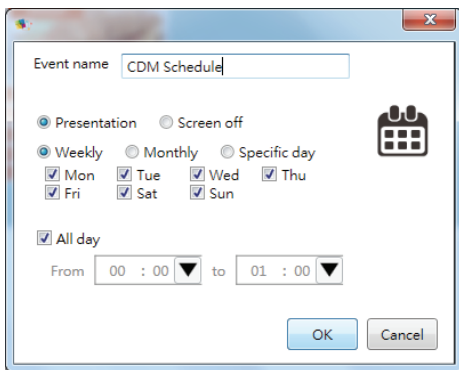 Event name CDM Schedule
Presentation Screen off
Weekly Monthly Specific day
Mon Tue Wed Thu
Fri Sat Sun
All day
From 00 : 00 to 01 : 00
OK Cancel